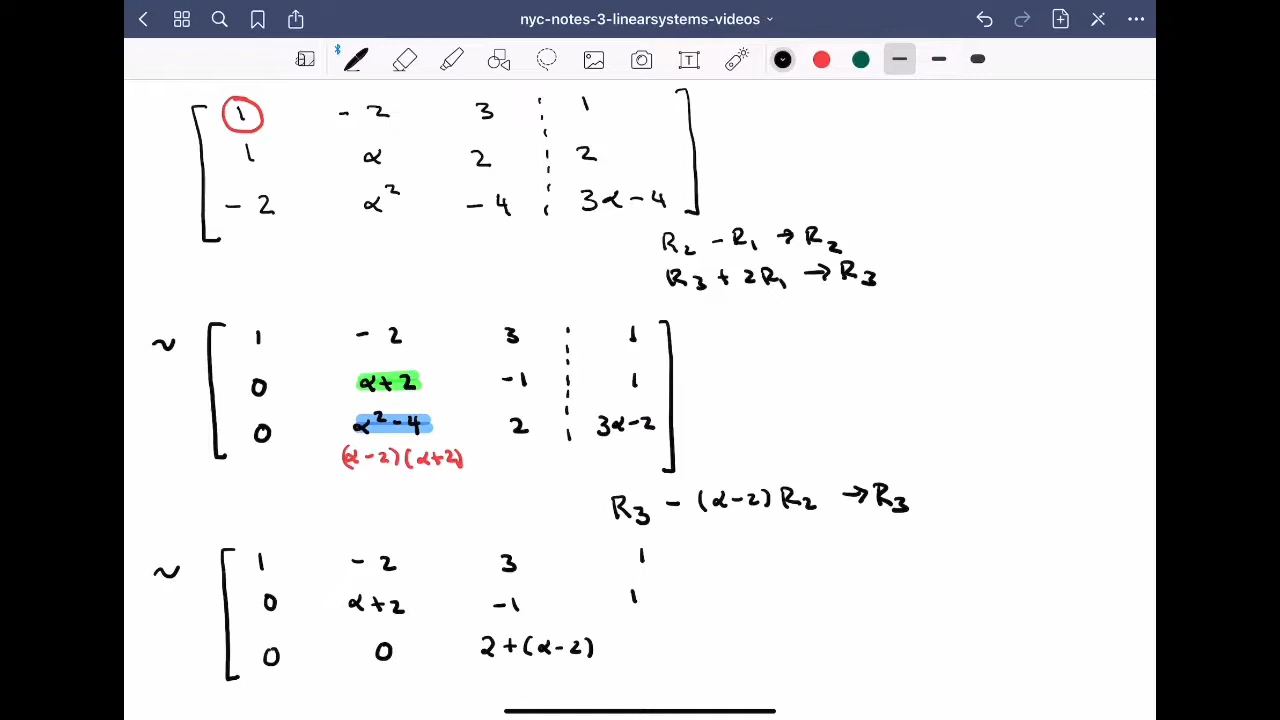 nyc-notes-3-linearsystems-videos
T
1 -2 3 1
1 α 2 2
-2 α² -4 3α-4
R₂ - R₁ → R₂
R₃ + 2R₁ → R₃
~ 1 -2 3 1
0 α+2 -1 1
0 α²-4 2 3α-2
(α-2)(α+2)
R₃ - (α-2)R₂ → R₃
~ 1 -2 3 1
0 α+2 -1 1
0 0 2+(α-2)